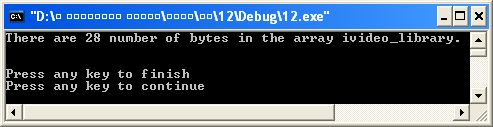 "D:\
\12\Debug\12.exe"
There are 28 number of bytes in the array ivideo_library.
Press any key to finish
Press any key to continue